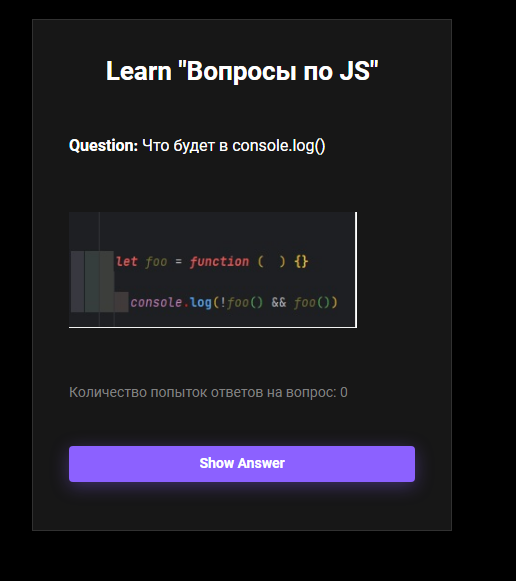 Learn "Вопросы по JS"
Question: Что будет в console.log()
let foo = function ( ) {}
console.log(!foo() && foo())
Количество попыток ответов на вопрос: 0
Show Answer